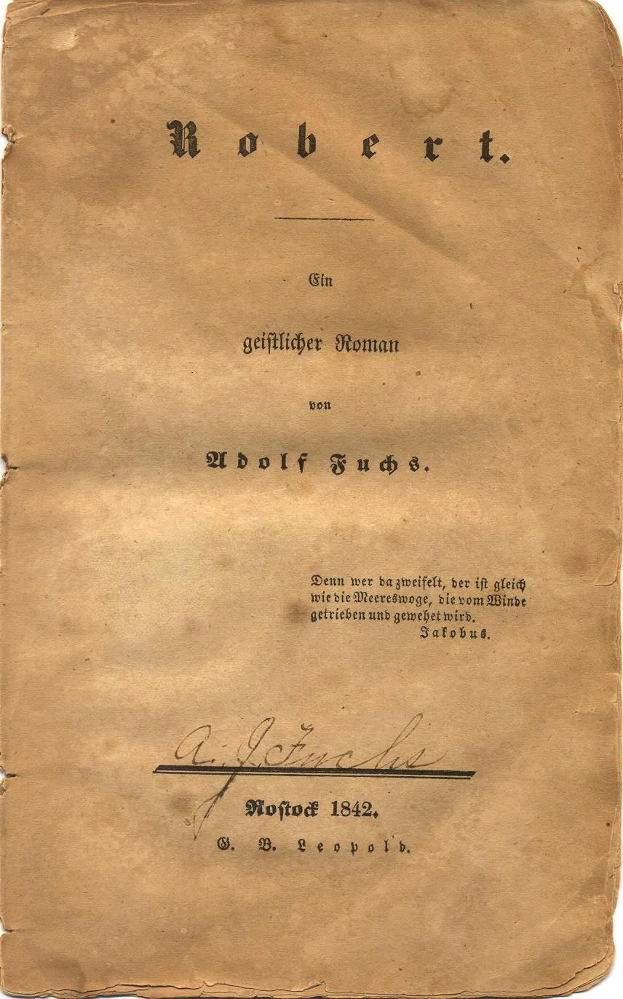 Robert.
Ein
geistlicher Roman
von
Adolf Fuchs.
Denn wer da zweifelt, der ist gleich
wie die Meereswoge, die vom Winde
getrieben und gewehet wird.
Jakobus.
A. J. Fuchs
Rostock 1842.
G. B. Leopold.